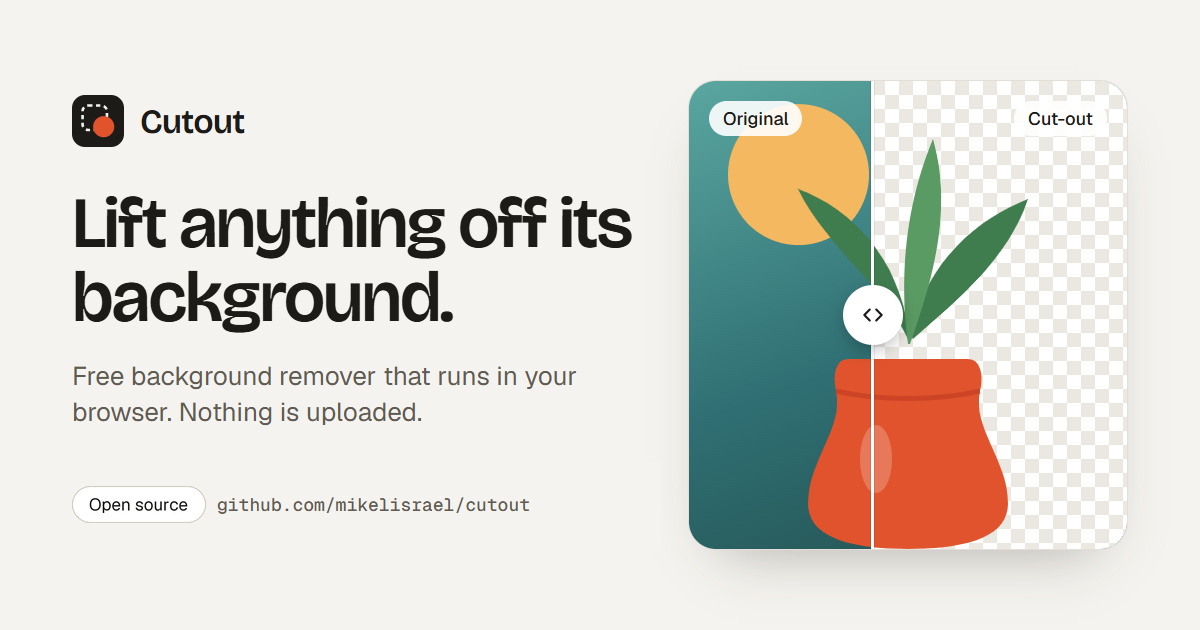 Cutout
Lift anything off its
background.
Free background remover that runs in your
browser. Nothing is uploaded.
Open source
github.com/mikelisrael/cutout
Original
Cut-out